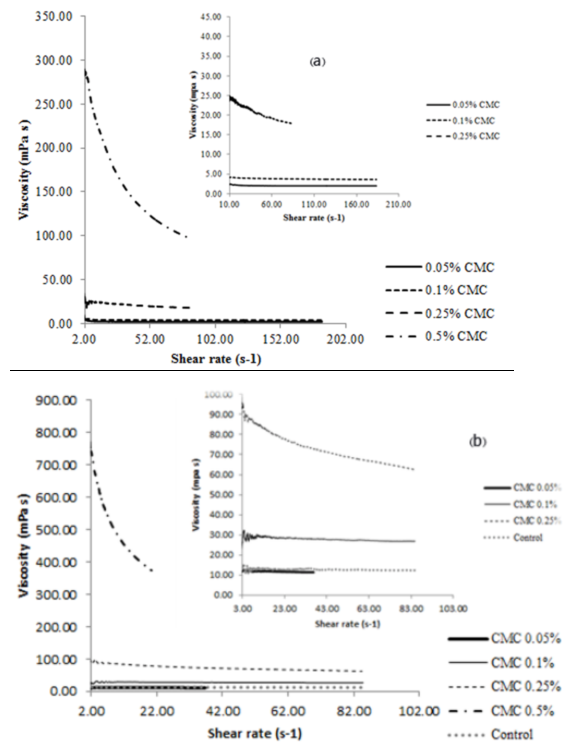 350.00
300.00
250.00
200.00
150.00
100.00
50.00
0.00
Viscosity (mPa s)
2.00 52.00 102.00 152.00 202.00
Shear rate (s-1)
45.00
40.00
35.00
30.00
25.00
20.00
15.00
10.00
5.00
0.00
Viscosity (mpa s)
10.00 60.00 110.00 160.00 210.00
Shear rate (s-1)
(a)
0.05% CMC
0.1% CMC
0.25% CMC
0.05% CMC
0.1% CMC
0.25% CMC
0.5% CMC
900.00
800.00
700.00
600.00
500.00
400.00
300.00
200.00
100.00
0.00
Viscosity (mPa s)
2.00 22.00 42.00 62.00 82.00 102.00
Shear rate (s-1)
100.00
90.00
80.00
70.00
60.00
50.00
40.00
30.00
20.00
10.00
0.00
Viscosity (mpa s)
3.00 23.00 43.00 63.00 83.00 103.00
Shear rate (s-1)
(b)
CMC 0.05%
CMC 0.1%
CMC 0.25%
Control
CMC 0.05%
CMC 0.1%
CMC 0.25%
CMC 0.5%
Control